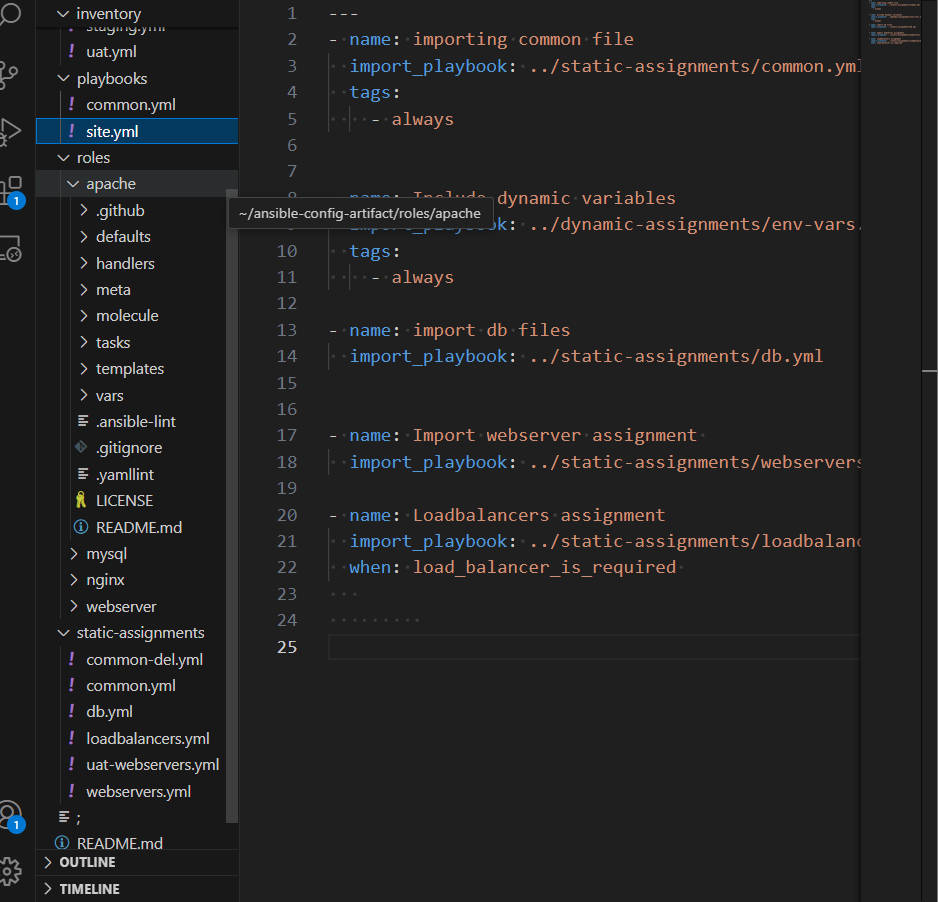 inventory
staging.yml
uat.yml
playbooks
common.yml
site.yml
roles
apache
.github
defaults
handlers
meta
molecule
tasks
templates
vars
.ansible-lint
.gitignore
.yamllint
LICENSE
README.md
mysql
nginx
webserver
static-assignments
common-del.yml
common.yml
db.yml
loadbalancers.yml
uat-webservers.yml
webservers.yml
;
README.md
OUTLINE
TIMELINE
1
1
~/ansible-config-artifact/roles/apache
1 ---
2 - name: importing common file
3 import_playbook: ../static-assignments/common.yml
4 tags:
5 - always
6
7
8 - name: Include dynamic variables
import_playbook: ../dynamic-assignments/env-vars.
10 tags:
11 - always
12
13 - name: import db files
14 import_playbook: ../static-assignments/db.yml
15
16
17 - name: Import webserver assignment
18 import_playbook: ../static-assignments/webservers
19
20 - name: Loadbalancers assignment
21 import_playbook: ../static-assignments/loadbalanc
22 when: load_balancer_is_required
23
24
25